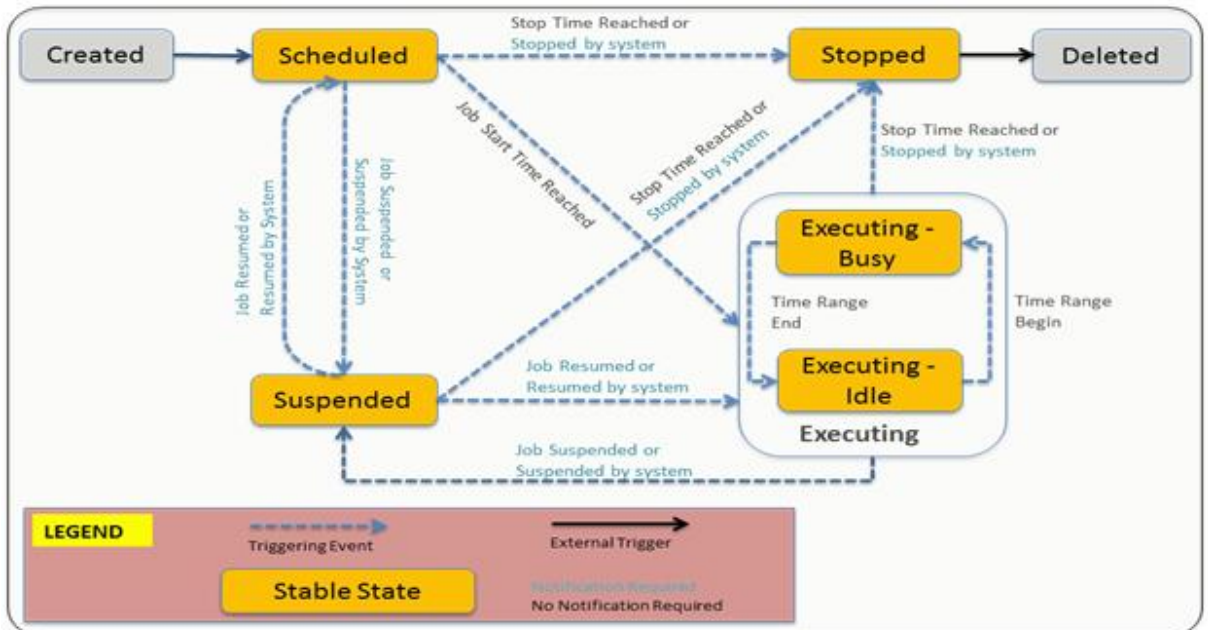 Created
Scheduled
Stop Time Reached or
Stopped by system
Stopped
Deleted
Job Start Time Reached
Stop Time Reached or
Stopped by system
Stop Time Reached or
Stopped by system
Job Resumed or
Resumed by System
Job Suspended or
Suspended by System
Executing -
Busy
Time Range
End
Time Range
Begin
Executing -
Idle
Executing
Suspended
Job Resumed or
Resumed by system
Job Suspended or
Suspended by system
LEGEND
Triggering Event
External Trigger
Stable State
Notification Required
No Notification Required